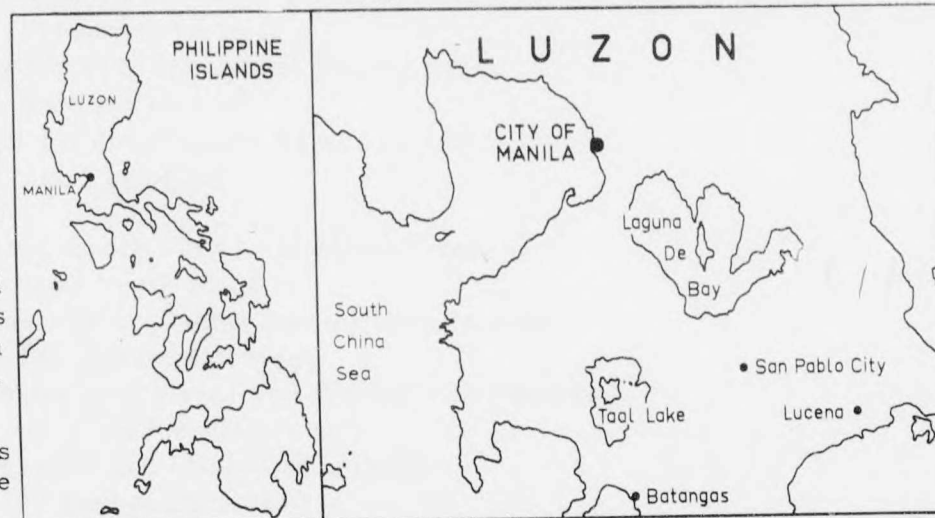 PHILIPPINE
ISLANDS
LUZON
MANILA
LUZON
CITY OF
MANILA
Laguna
De
Bay
South
China
Sea
San Pablo City
Taal Lake
Lucena
Batangas
s
s
e